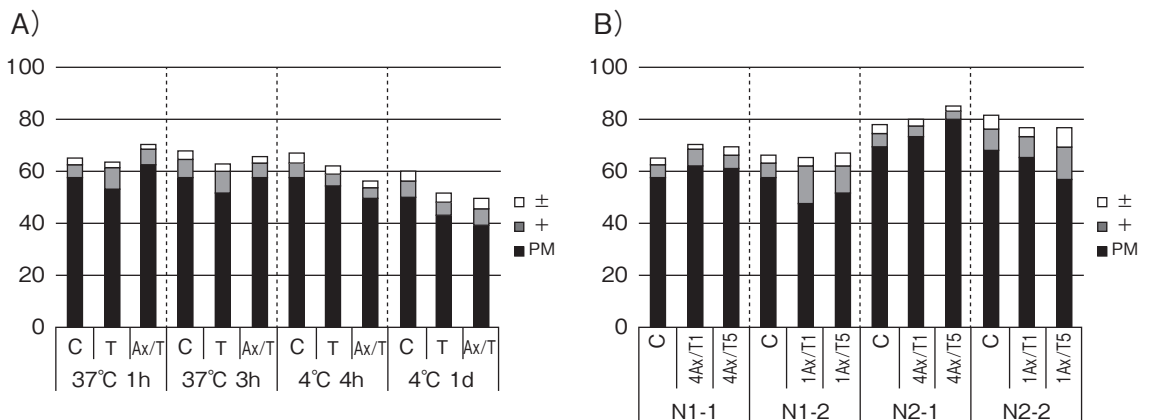 A)
100
80
60
40
20
0
C T Ax/T C T Ax/T C T Ax/T C T Ax/T
37℃ 1h 37℃ 3h 4℃ 4h 4℃ 1d
±
+
PM
B)
100
80
60
40
20
0
C 4Ax/T1 4Ax/T5 C 1Ax/T1 1Ax/T5 C 4Ax/T1 4Ax/T5 C 1Ax/T1 1Ax/T5
N1-1 N1-2 N2-1 N2-2
±
+
PM